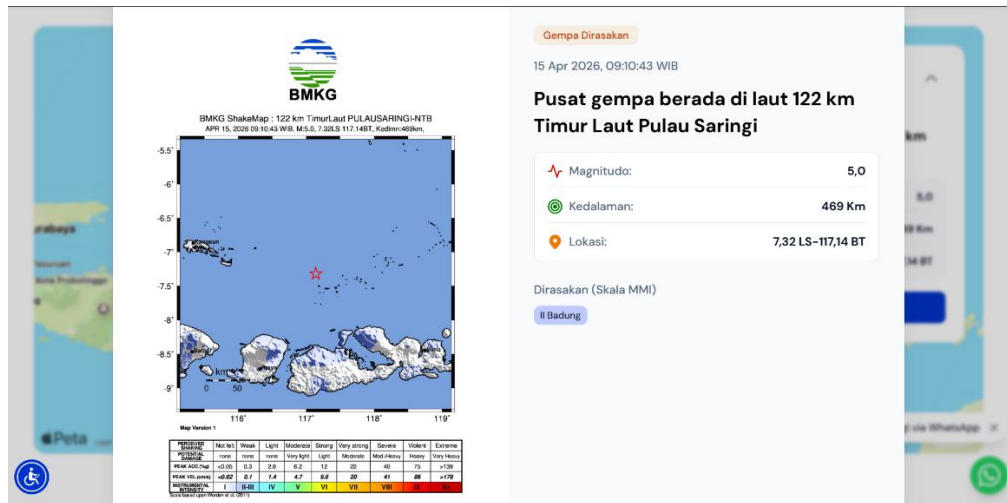 BMKG
BMKG ShakeMap : 122 km TimurLaut PULAUSARINGI-NTB
APR 15, 2026 09:10:43 WIB, M:5.0, 7.32LS 117.14BT, Kedlmn:469km,
-5.5°
-6°
-6.5°
-7°
-7.5°
-8°
-8.5°
-9°
km
0 50
116° 117° 118° 119°
Map Version 1
PERCEIVED SHAKING Not felt Weak Light Moderate Strong Very strong Severe Violent Extreme
POTENTIAL DAMAGE none none none Very light Light Moderate Mod./Heavy Heavy Very Heavy
PEAK ACC.(%g) <0.05 0.3 2.8 6.2 12 22 40 75 >139
PEAK VEL.(cm/s) <0.02 0.1 1.4 4.7 9.6 20 41 86 >178
INSTRUMENTAL INTENSITY I II-III IV V VI VII VIII IX X+
Gempa Dirasakan
15 Apr 2026, 09:10:43 WIB
Pusat gempa berada di laut 122 km
Timur Laut Pulau Saringi
Magnitudo: 5,0
Kedalaman: 469 Km
Lokasi: 7,32 LS-117,14 BT
Dirasakan (Skala MMI)
II Badung
Peta
km
5,0
via WhatsApp